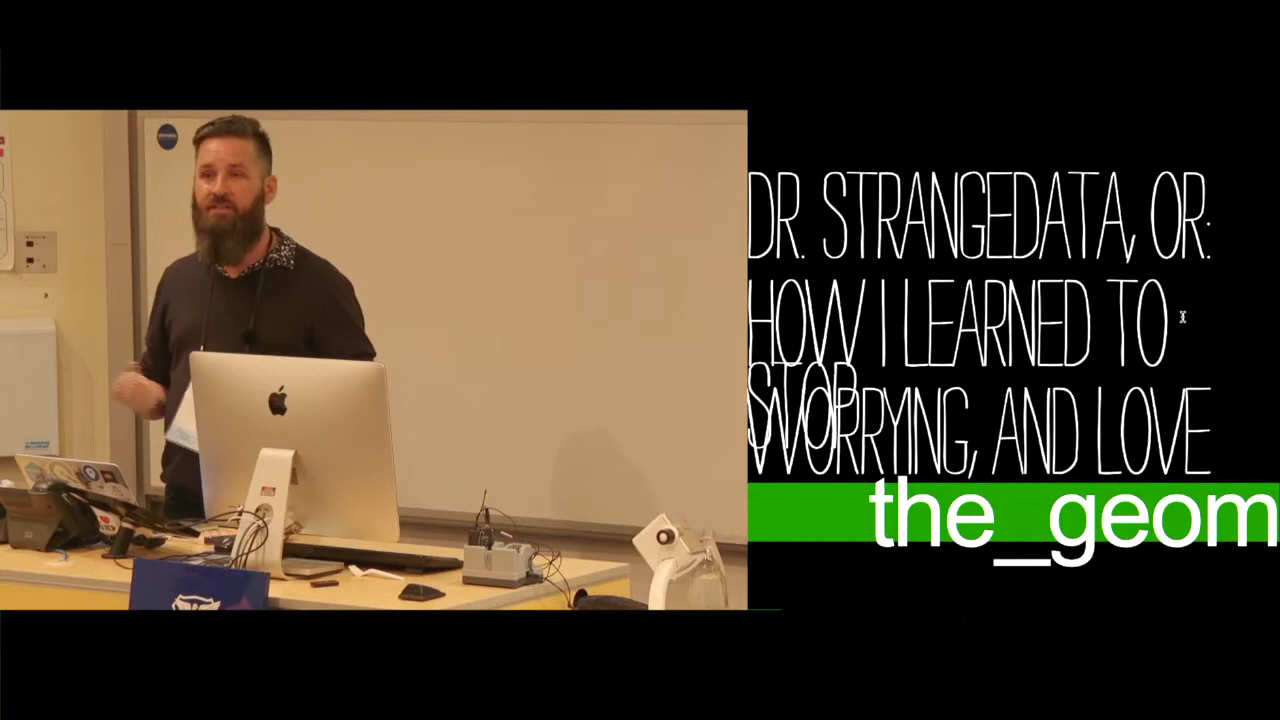 DR. STRANGEDATA, OR:
HOW I LEARNED TO
STOP
WORRYING, AND LOVE
the_geom